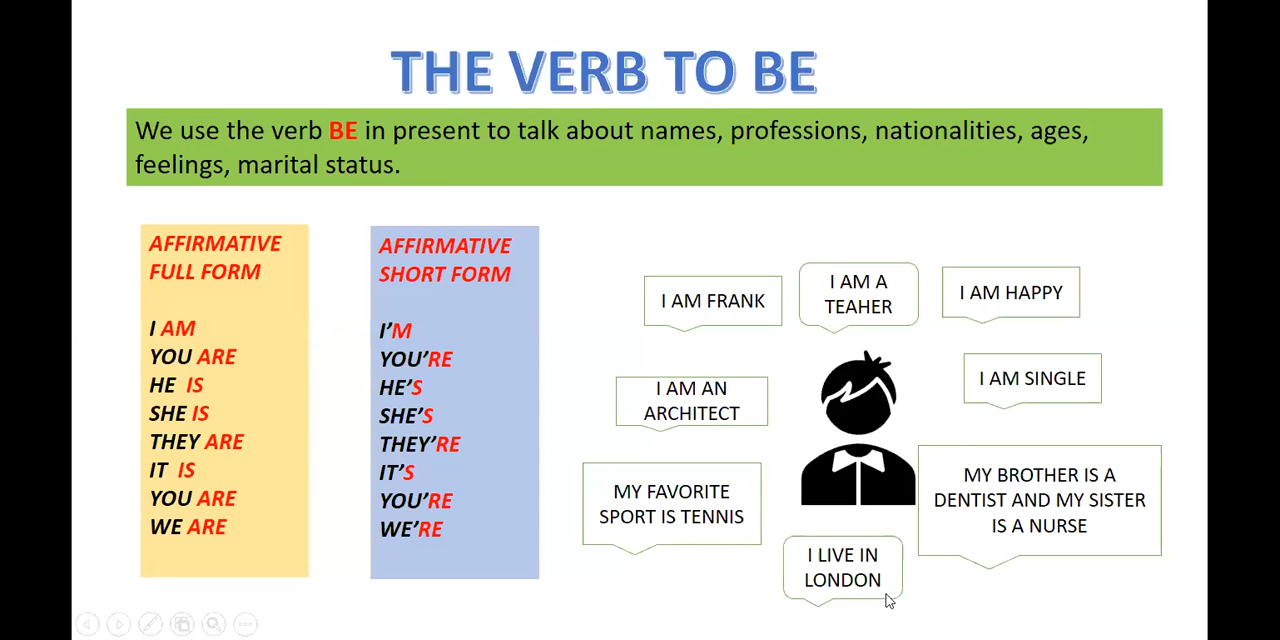 THE VERB TO BE
We use the verb BE in present to talk about names, professions, nationalities, ages,
feelings, marital status.
AFFIRMATIVE
FULL FORM
I AM
YOU ARE
HE IS
SHE IS
THEY ARE
IT IS
YOU ARE
WE ARE
AFFIRMATIVE
SHORT FORM
I'M
YOU'RE
HE'S
SHE'S
THEY'RE
IT'S
YOU'RE
WE'RE
I AM FRANK
I AM A
TEAHER
I AM HAPPY
I AM AN
ARCHITECT
I AM SINGLE
MY FAVORITE
SPORT IS TENNIS
MY BROTHER IS A
DENTIST AND MY SISTER
IS A NURSE
I LIVE IN
LONDON